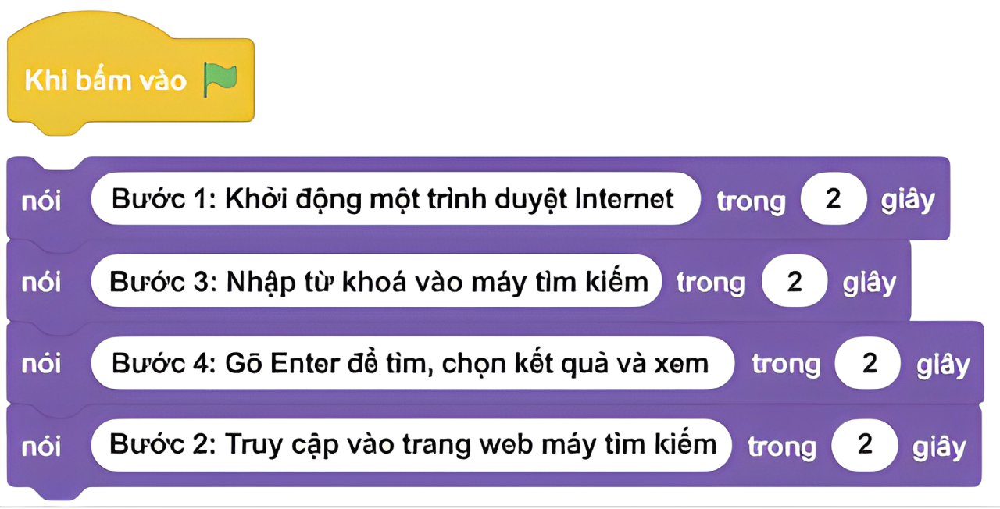 Khi bấm vào
nói Bước 1: Khởi động một trình duyệt Internet trong 2 giây
nói Bước 3: Nhập từ khoá vào máy tìm kiếm trong 2 giây
nói Bước 4: Gõ Enter để tìm, chọn kết quả và xem trong 2 giây
nói Bước 2: Truy cập vào trang web máy tìm kiếm trong 2 giây